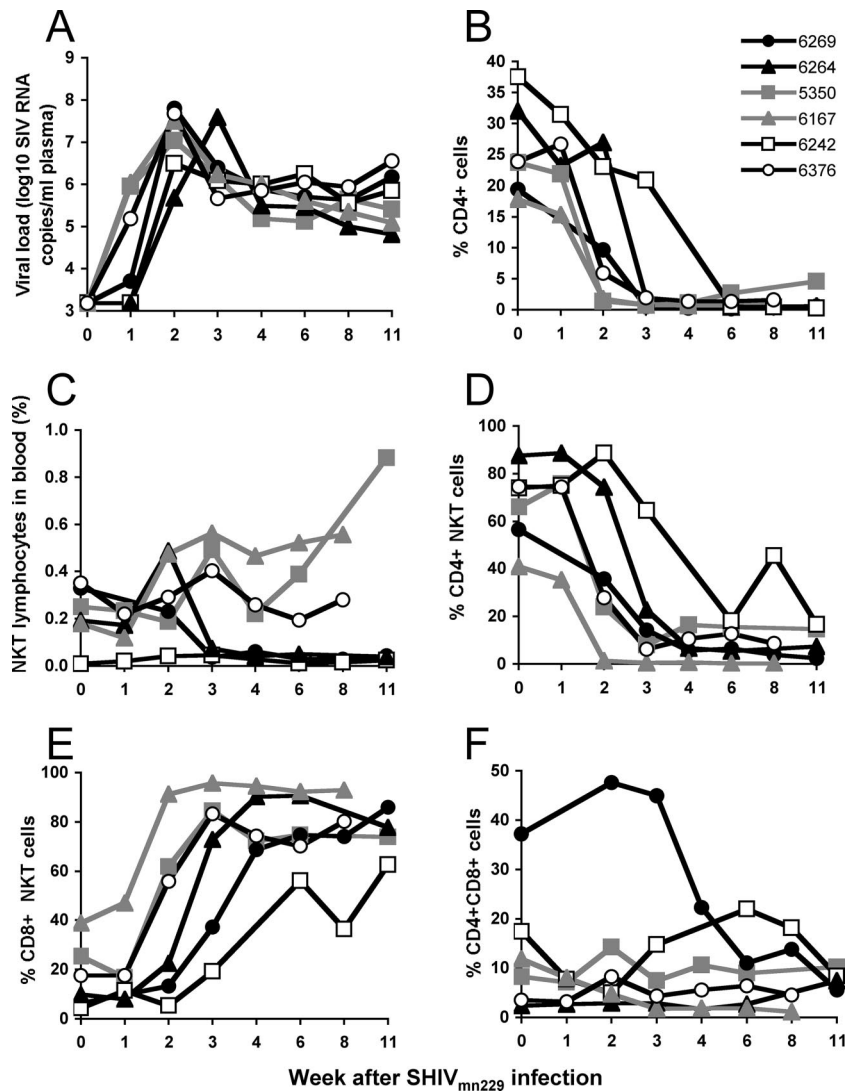 A
Viral load (log10 SIV RNA
copies/ml plasma)
9
8
7
6
5
4
3
0 1 2 3 4 6 8 11
B
% CD4+ cells
40
35
30
25
20
15
10
5
0
0 1 2 3 4 6 8 11
6269
6264
5350
6167
6242
6376
C
NKT lymphocytes in blood (%)
1.0
0.8
0.6
0.4
0.2
0.0
0 1 2 3 4 6 8 11
D
% CD4+ NKT cells
100
80
60
40
20
0
0 1 2 3 4 6 8 11
E
% CD8+ NKT cells
100
80
60
40
20
0
0 1 2 3 4 6 8 11
F
% CD4+CD8+ cells
50
40
30
20
10
0
0 1 2 3 4 6 8 11
Week after SHIVmn229 infection